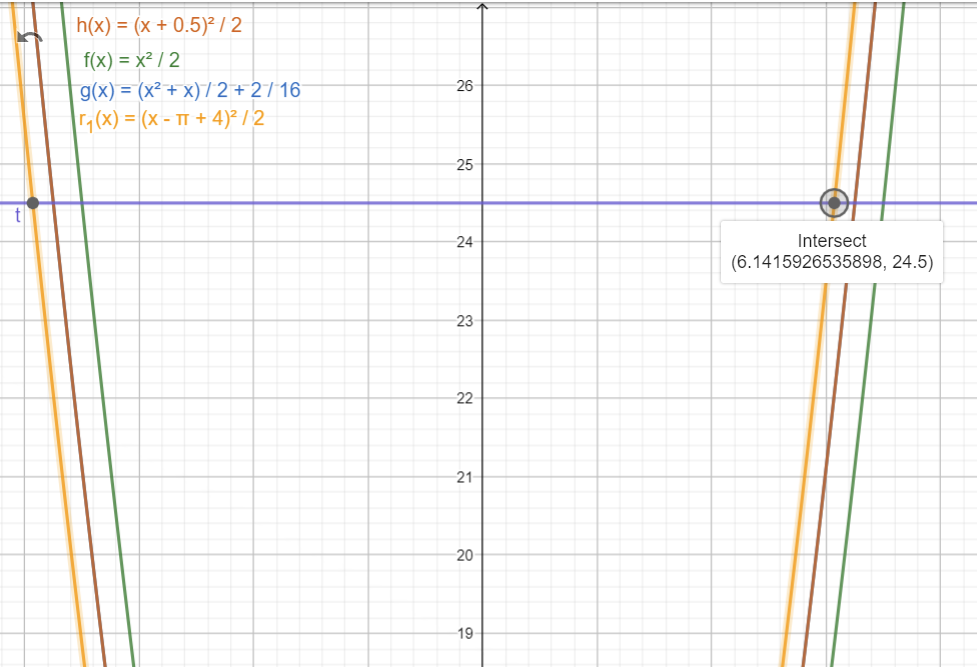 h(x) = (x + 0.5)² / 2
f(x) = x² / 2
g(x) = (x² + x) / 2 + 2 / 16
r₁(x) = (x - π + 4)² / 2
26
25
t
24
Intersect
(6.1415926535898, 24.5)
23
22
21
20
19